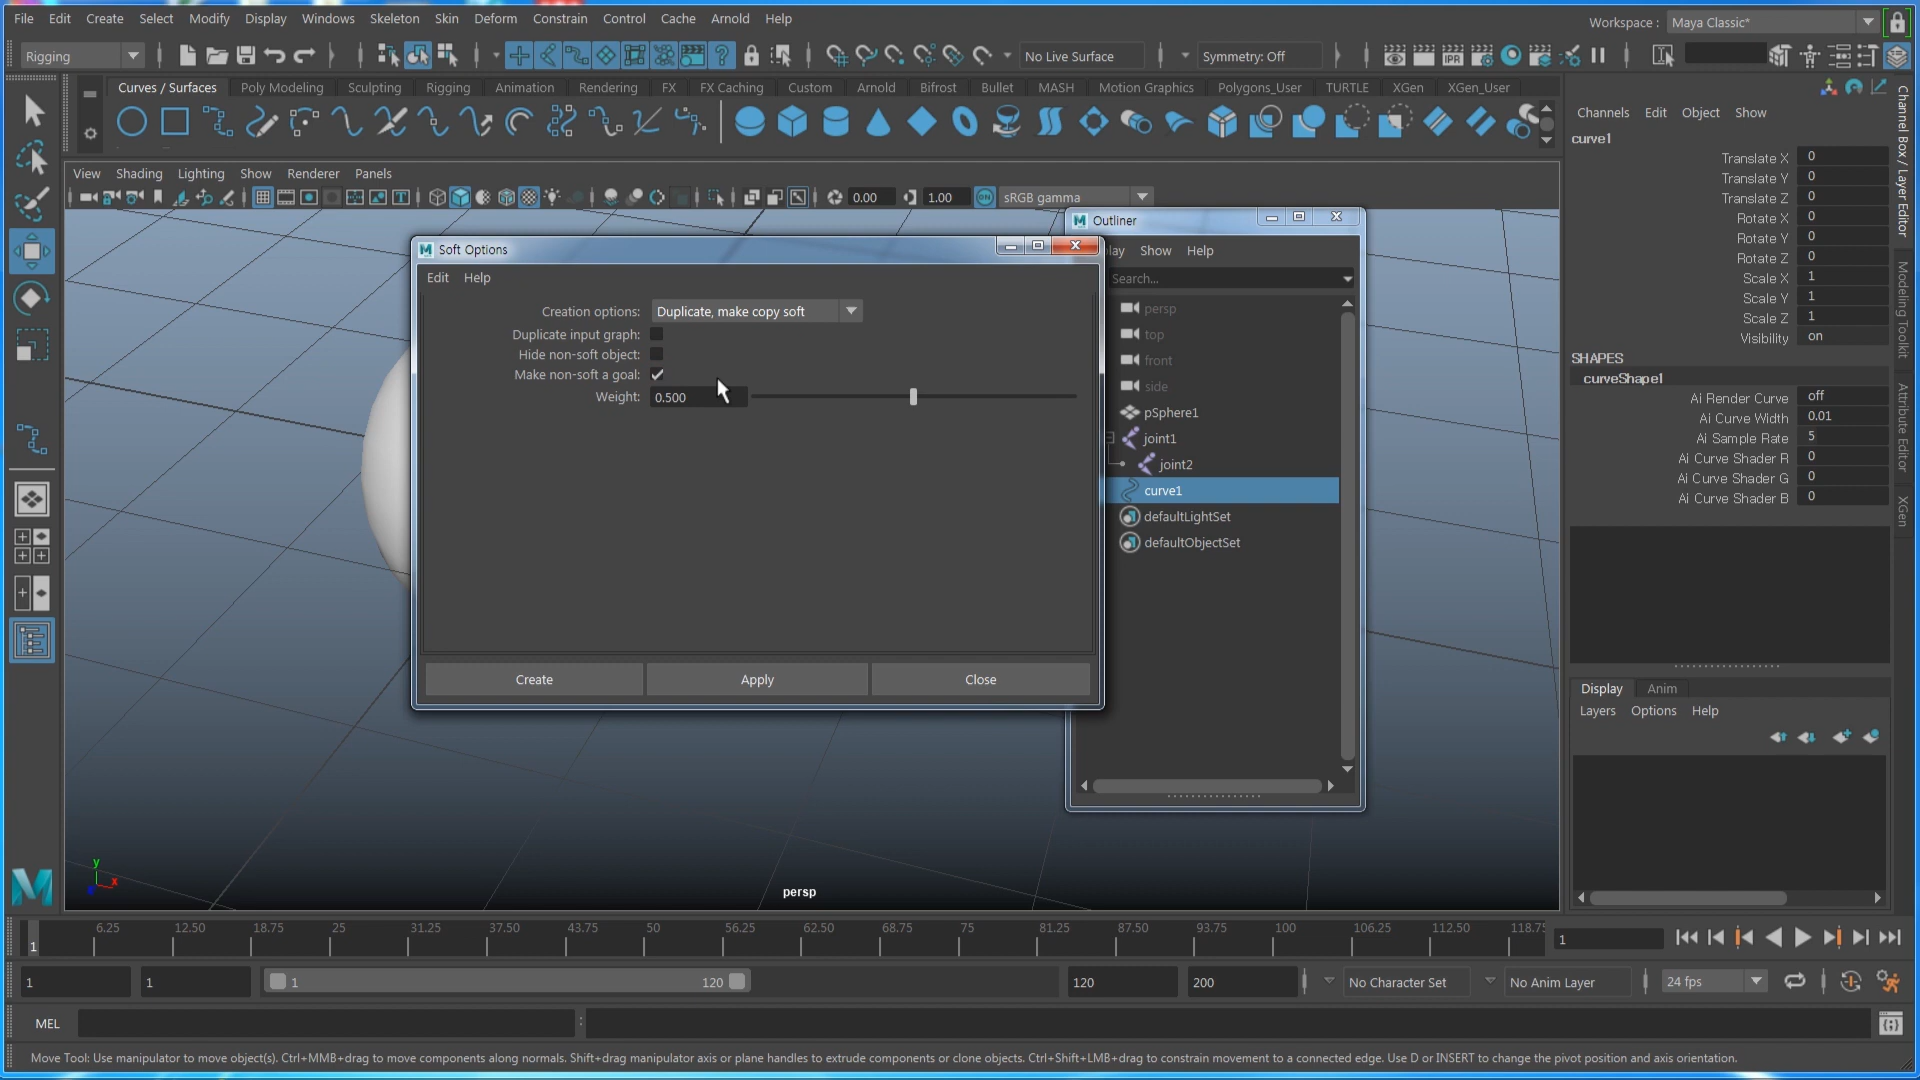 File Edit Create Select Modify Display Windows Skeleton Skin Deform Constrain Control Cache Arnold Help
Workspace : Maya Classic*
Rigging
No Live Surface
Symmetry: Off
IPR
Curves / Surfaces Poly Modeling Sculpting Rigging Animation Rendering FX FX Caching Custom Arnold Bifrost Bullet MASH Motion Graphics Polygons_User TURTLE XGen XGen_User
View Shading Lighting Show Renderer Panels
0.00 1.00 ON sRGB gamma
Channels Edit Object Show
curve1
Translate X 0
Translate Y 0
Translate Z 0
Rotate X 0
Rotate Y 0
Rotate Z 0
Scale X 1
Scale Y 1
Scale Z 1
Visibility on
SHAPES
curveShape1
Ai Render Curve off
Ai Curve Width 0.01
Ai Sample Rate 5
Ai Curve Shader R 0
Ai Curve Shader G 0
Ai Curve Shader B 0
Channel Box / Layer Editor
Modeling Toolkit
Attribute Editor
XGen
Outliner
lay Show Help
Search...
persp
top
front
side
pSphere1
joint1
joint2
curve1
defaultLightSet
defaultObjectSet
Soft Options
Edit Help
Creation options: Duplicate, make copy soft
Duplicate input graph:
Hide non-soft object:
Make non-soft a goal:
Weight: 0.500
Create Apply Close
Display Anim
Layers Options Help
y
x
persp
1 6.25 12.50 18.75 25 31.25 37.50 43.75 50 56.25 62.50 68.75 75 81.25 87.50 93.75 100 106.25 112.50 118.75
1
1 1 1 120 120 200 No Character Set No Anim Layer 24 fps
MEL :
Move Tool: Use manipulator to move object(s). Ctrl+MMB+drag to move components along normals. Shift+drag manipulator axis or plane handles to extrude components or clone objects. Ctrl+Shift+LMB+drag to constrain movement to a connected edge. Use D or INSERT to change the pivot position and axis orientation.